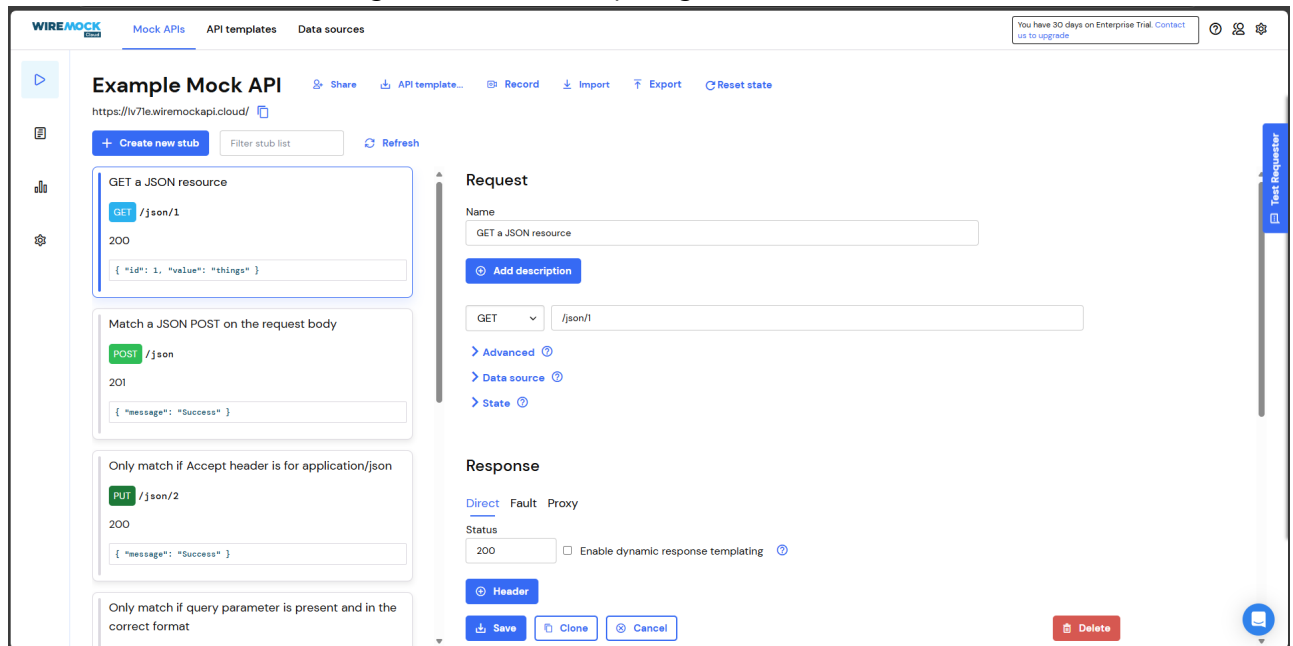 WIREMOCK
Cloud
Mock APIs
API templates
Data sources
You have 30 days on Enterprise Trial. Contact
us to upgrade
Example Mock API
Share
API template...
Record
Import
Export
Reset state
https://lv71e.wiremockapi.cloud/
+ Create new stub
Filter stub list
Refresh
GET a JSON resource
GET /json/1
200
{ "id": 1, "value": "things" }
Match a JSON POST on the request body
POST /json
201
{ "message": "Success" }
Only match if Accept header is for application/json
PUT /json/2
200
{ "message": "Success" }
Only match if query parameter is present and in the
correct format
Request
Name
GET a JSON resource
Add description
GET
/json/1
Advanced
Data source
State
Response
Direct
Fault
Proxy
Status
200
Enable dynamic response templating
Header
Save
Clone
Cancel
Delete
Test Requester